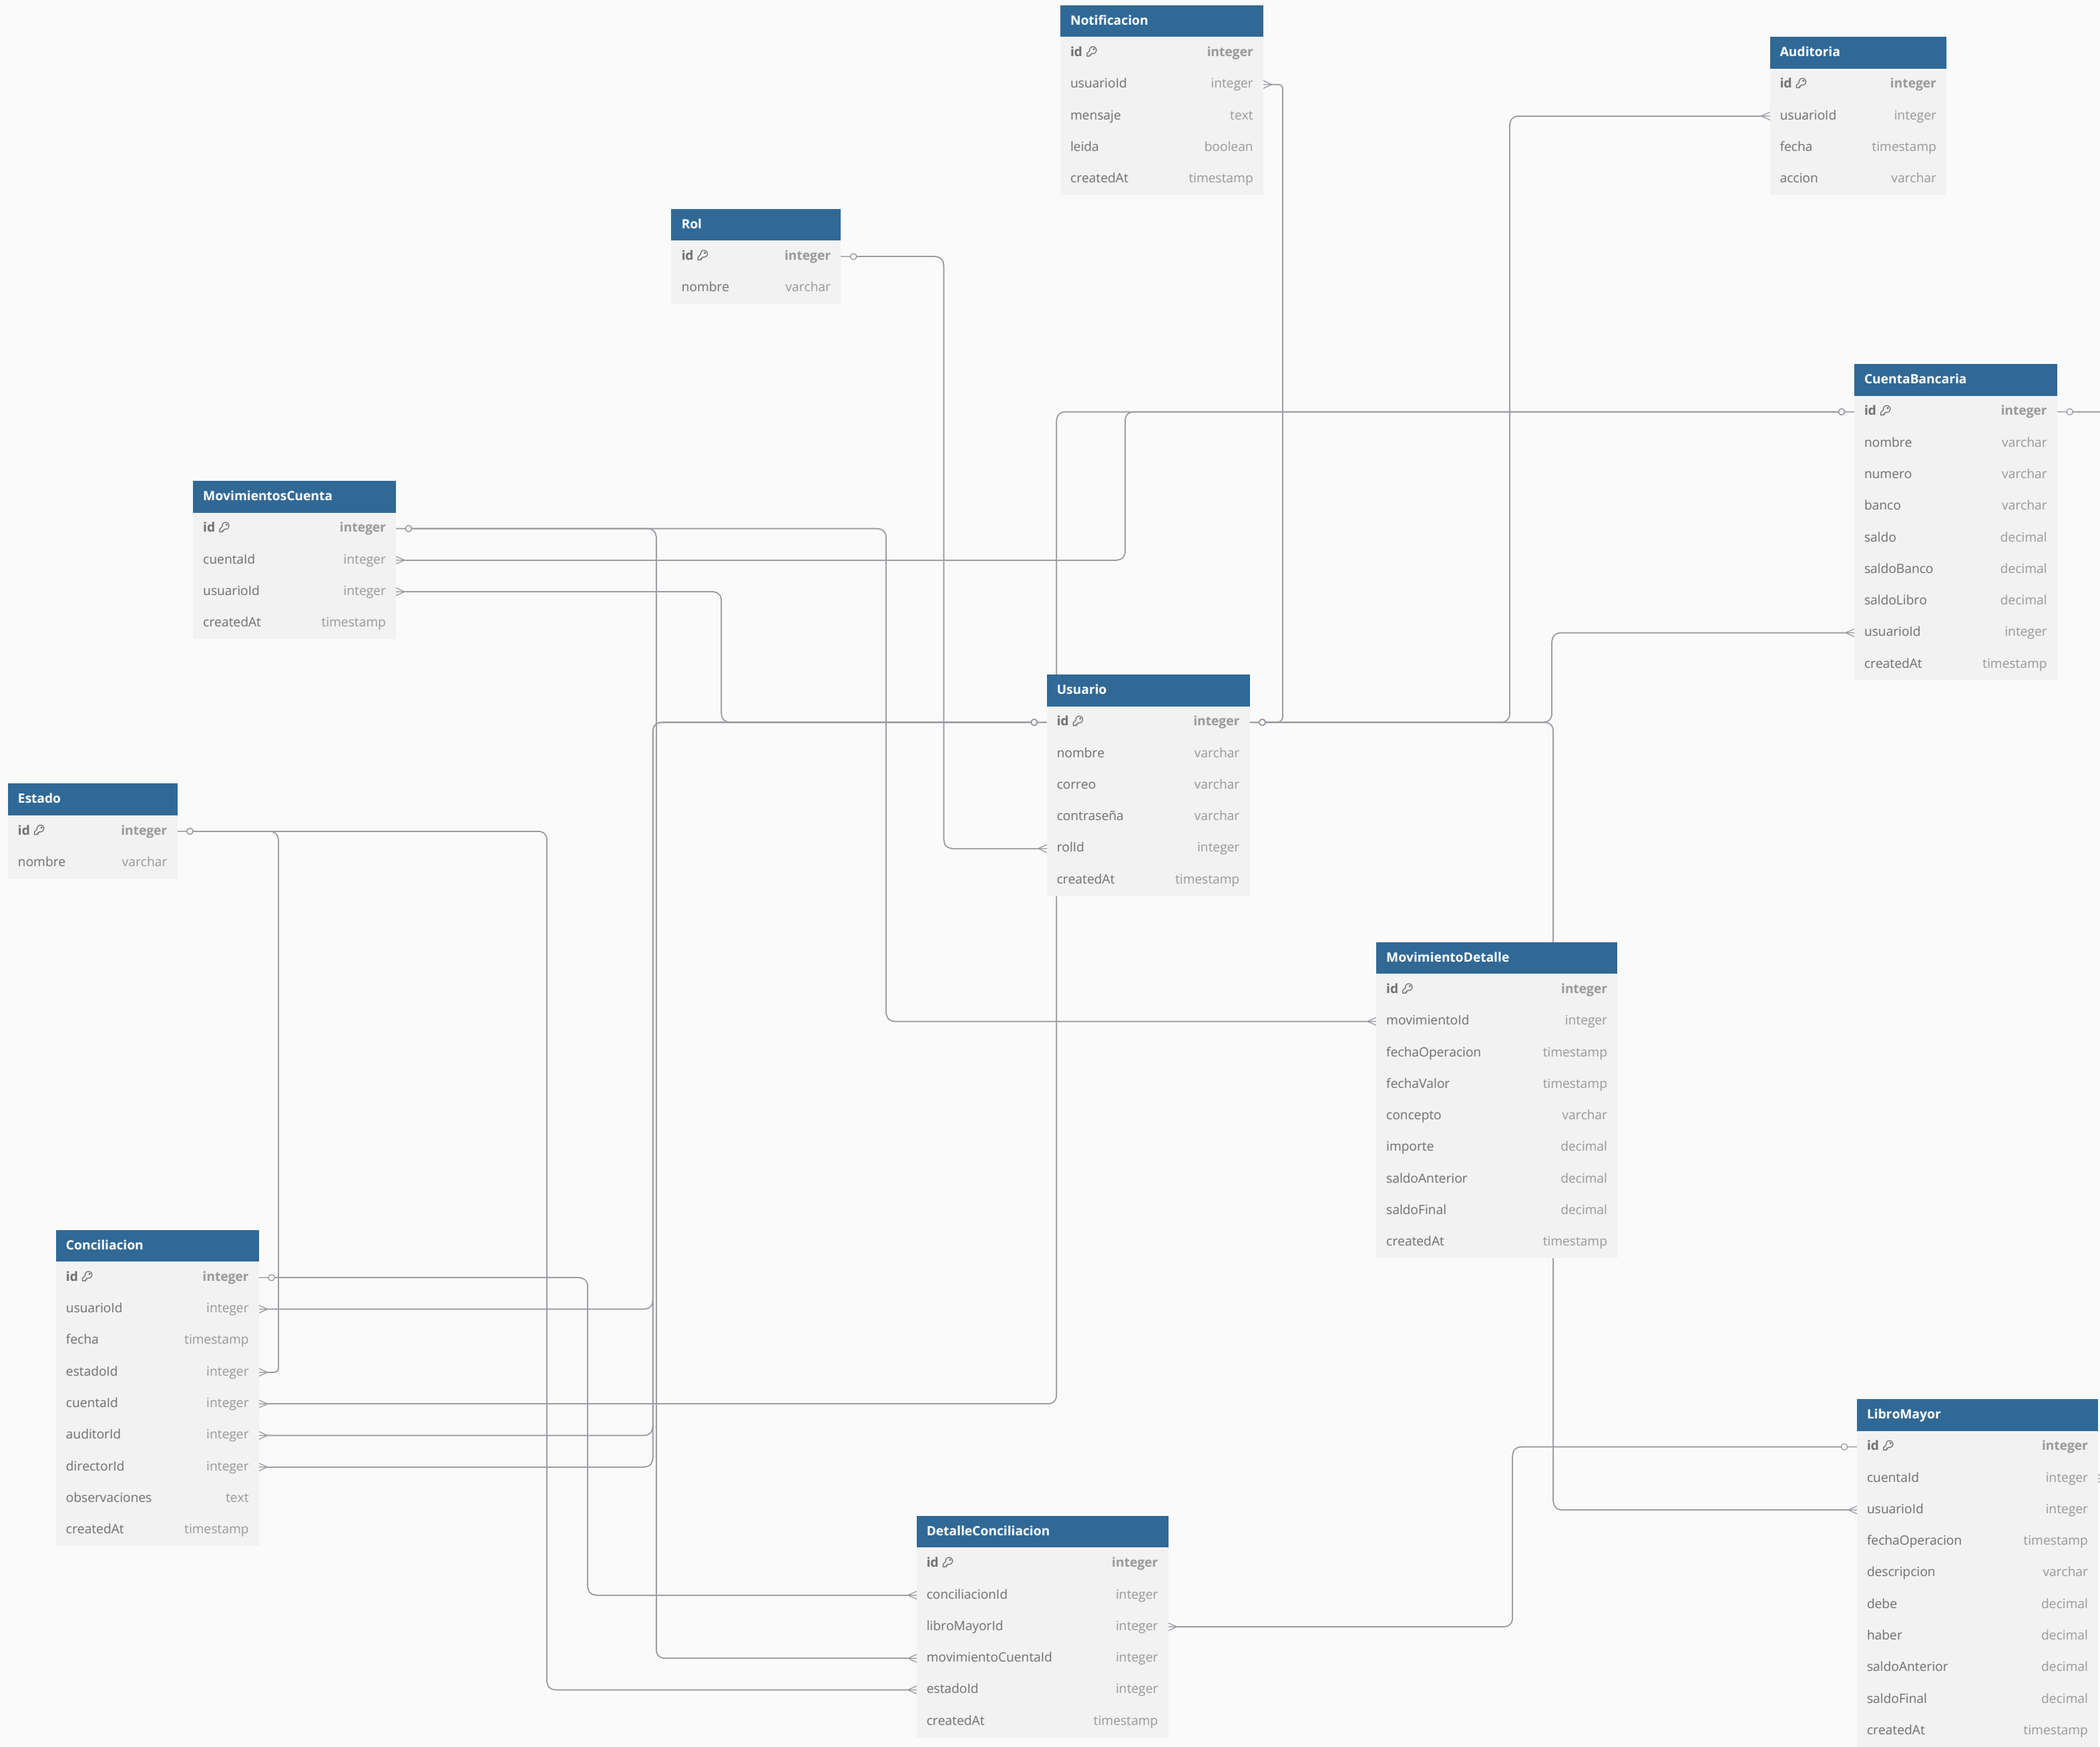 Notificacion
id integer
usuarioId integer
mensaje text
leida boolean
createdAt timestamp
Auditoria
id integer
usuarioId integer
fecha timestamp
accion varchar
Rol
id integer
nombre varchar
CuentaBancaria
id integer
nombre varchar
numero varchar
banco varchar
saldo decimal
saldoBanco decimal
saldoLibro decimal
usuarioId integer
createdAt timestamp
MovimientosCuenta
id integer
cuentaId integer
usuarioId integer
createdAt timestamp
Usuario
id integer
nombre varchar
correo varchar
contraseña varchar
rolId integer
createdAt timestamp
Estado
id integer
nombre varchar
MovimientoDetalle
id integer
movimientoId integer
fechaOperacion timestamp
fechaValor timestamp
concepto varchar
importe decimal
saldoAnterior decimal
saldoFinal decimal
createdAt timestamp
Conciliacion
id integer
usuarioId integer
fecha timestamp
estadoId integer
cuentaId integer
auditorId integer
directorId integer
observaciones text
createdAt timestamp
LibroMayor
id integer
cuentaId integer
usuarioId integer
fechaOperacion timestamp
descripcion varchar
debe decimal
haber decimal
saldoAnterior decimal
saldoFinal decimal
createdAt timestamp
DetalleConciliacion
id integer
conciliacionId integer
libroMayorId integer
movimientoCuentaId integer
estadoId integer
createdAt timestamp